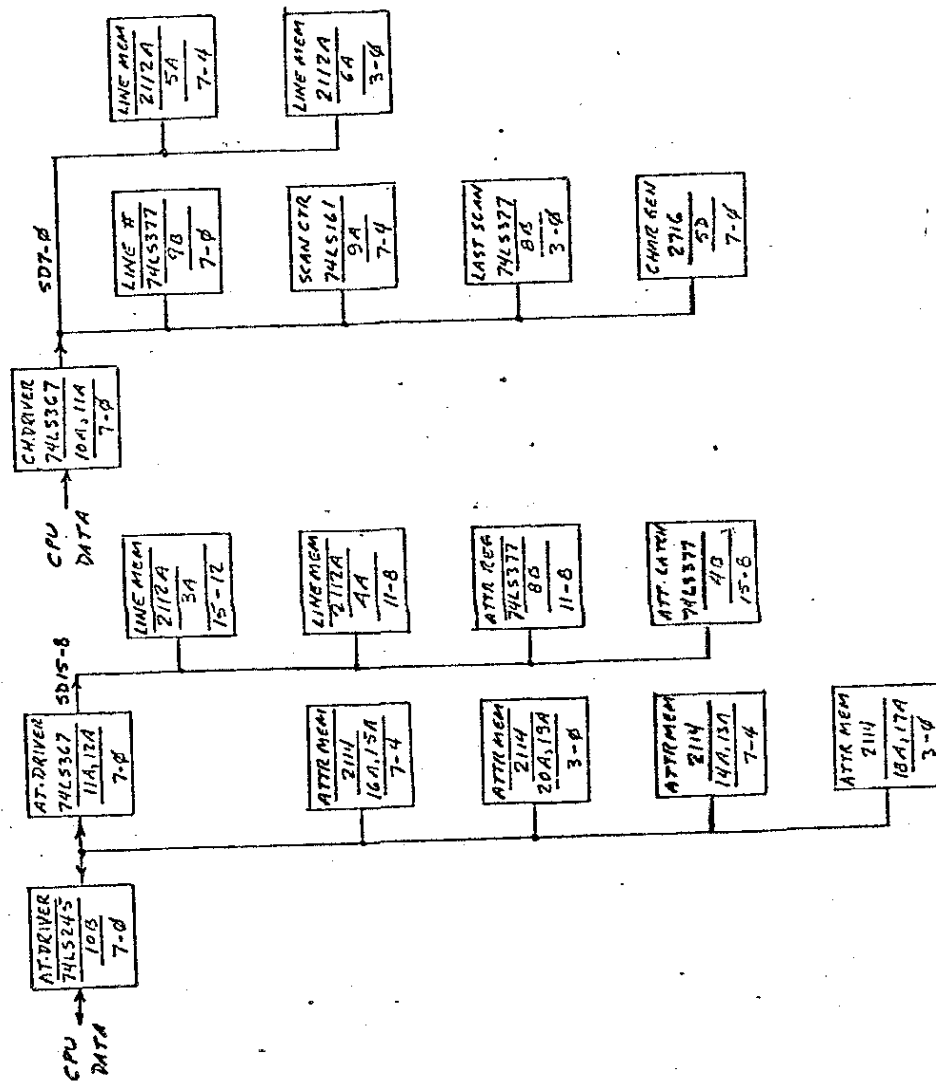 CPU
DATA
AT.DRIVER
74LS245
10B
7-Ø
AT.DRIVER
74LS367
11A,12A
7-Ø
SD15-8
ATTR MEM
2114
16A,15A
7-4
ATTR MEM
2114
20A,19A
3-Ø
ATTR MEM
2114
14A,13A
7-4
ATTR MEM
2114
18A,17A
3-Ø
LINE MEM
2112A
3A
15-12
LINE MEM
2112A
4A
11-8
ATTR REG
74LS377
8B
11-8
ATT. LATCH
74LS377
4B
15-8
CPU
DATA
CH.DRIVER
74LS367
10A,11A
7-Ø
SD7-Ø
LINE #
74LS377
9B
7-Ø
SCAN CTR
74LS161
9A
7-4
LAST SCAN
74LS377
8B
3-Ø
CHAR GEN
2716
5D
7-Ø
LINE MEM
2112A
5A
7-4
LINE MEM
2112A
6A
3-Ø